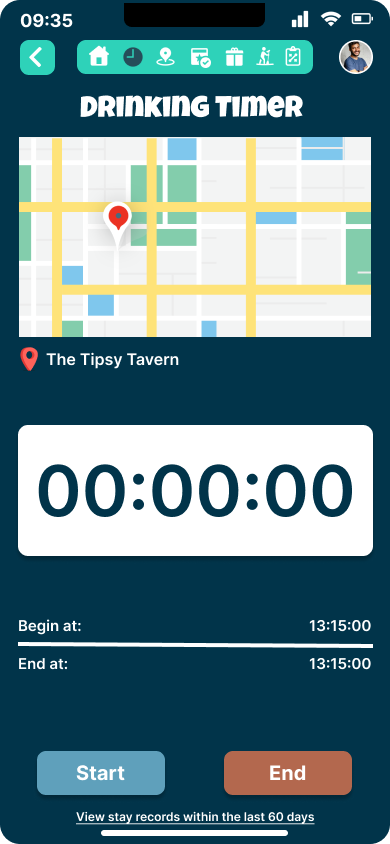 09:35
Drinking Timer
The Tipsy Tavern
00:00:00
Begin at: 13:15:00
End at: 13:15:00
Start End
View stay records within the last 60 days